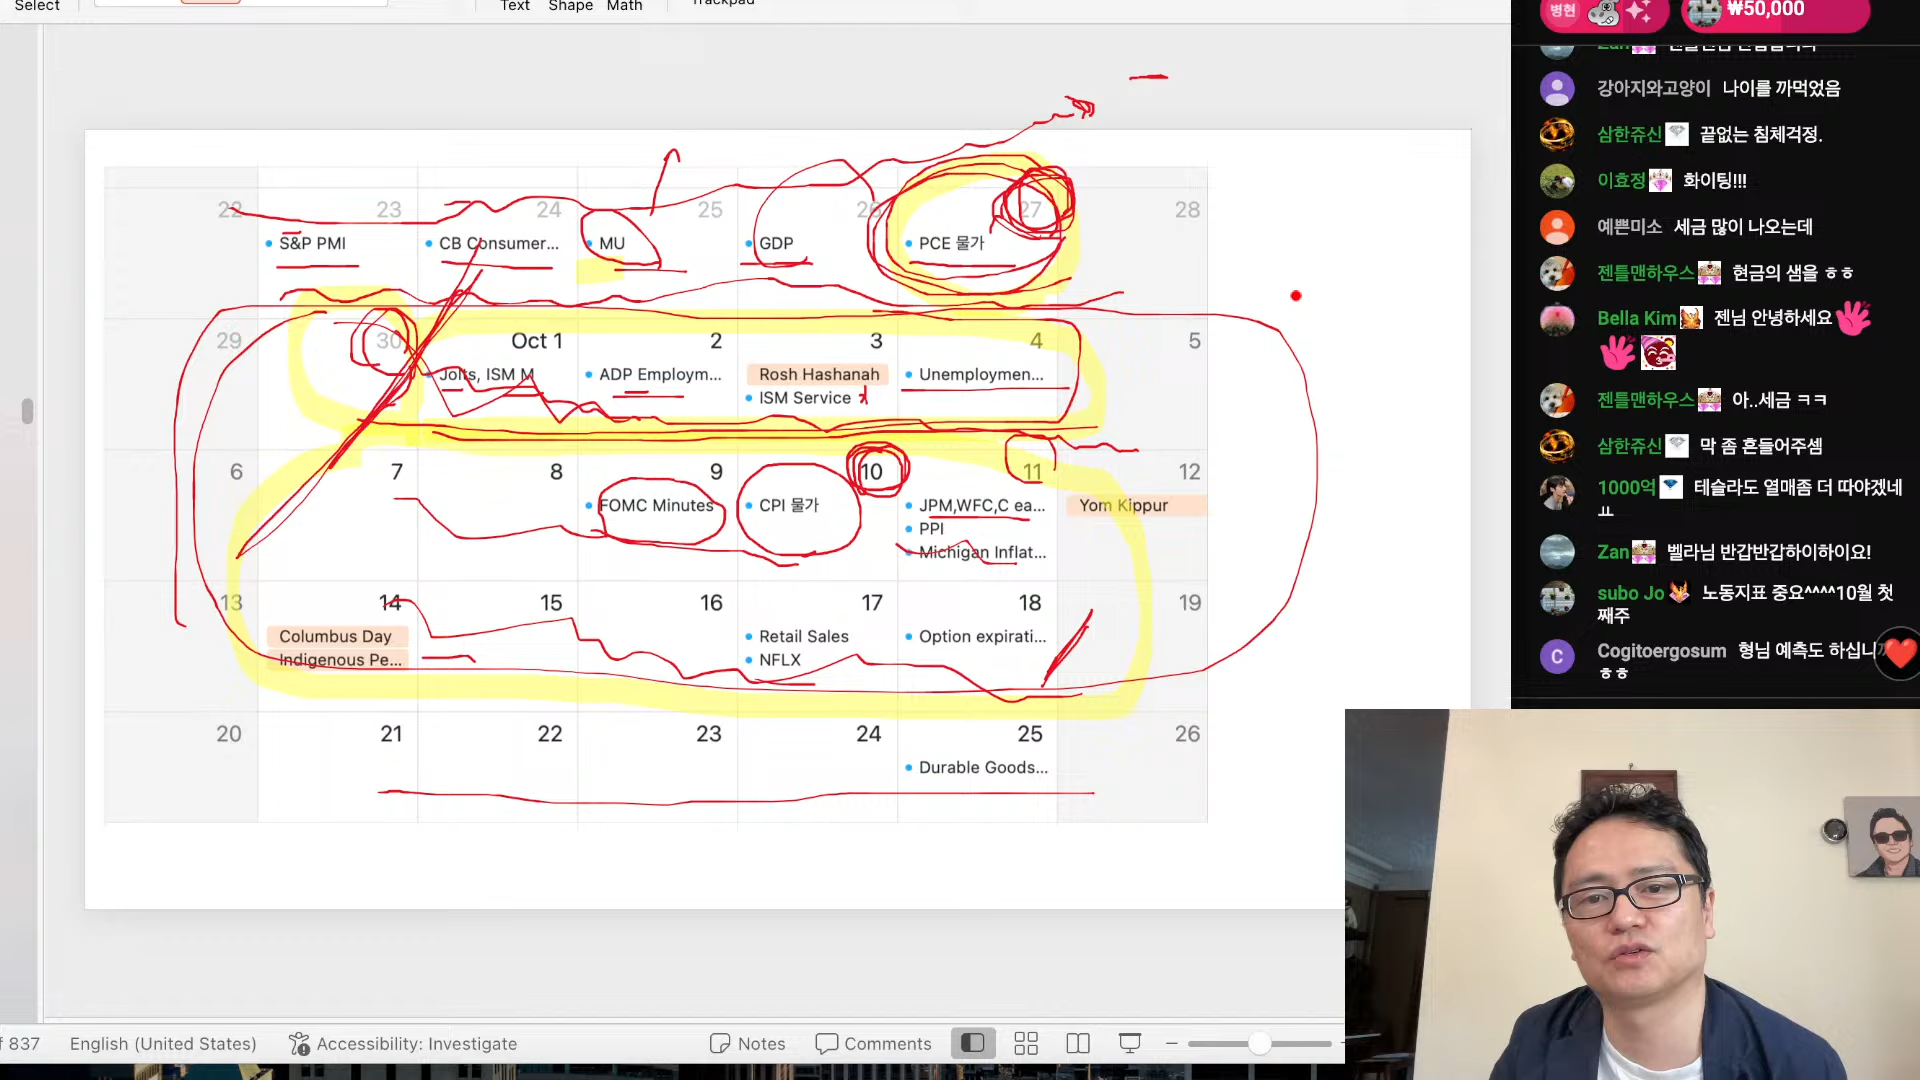 Select
Text Shape Math
Trackpad
22 23 24 25 26 27 28
S&P PMI
CB Consumer...
MU
GDP
PCE 물가
29 30 Oct 1 2 3 4 5
Jolts, ISM M
ADP Employm...
Rosh Hashanah
ISM Service
Unemploymen...
6 7 8 9 10 11 12
FOMC Minutes
CPI 물가
JPM,WFC,C ea...
PPI
Michigan Inflat...
Yom Kippur
13 14 15 16 17 18 19
Columbus Day
Indigenous Pe...
Retail Sales
NFLX
Option expirati...
20 21 22 23 24 25 26
Durable Goods...
837 English (United States) Accessibility: Investigate Notes Comments
병현
₩50,000
Zan
강아지와고양이 나이를 까먹었음
삼한쥬신 끝없는 침체걱정.
이효정 화이팅!!!
예쁜미소 세금 많이 나오는데
젠틀맨하우스 현금의 샘을 ㅎㅎ
Bella Kim 젠님 안녕하세요
젠틀맨하우스 아..세금 ㅋㅋ
삼한쥬신 막 좀 흔들어주셈
1000억 테슬라도 열매좀 더 따야겠네
ㅛ
Zan 벨라님 반갑반갑하이하이요!
subo Jo 노동지표 중요^^^^10월 첫
째주
C
Cogitoergosum 형님 예측도 하십니
ㅎㅎ